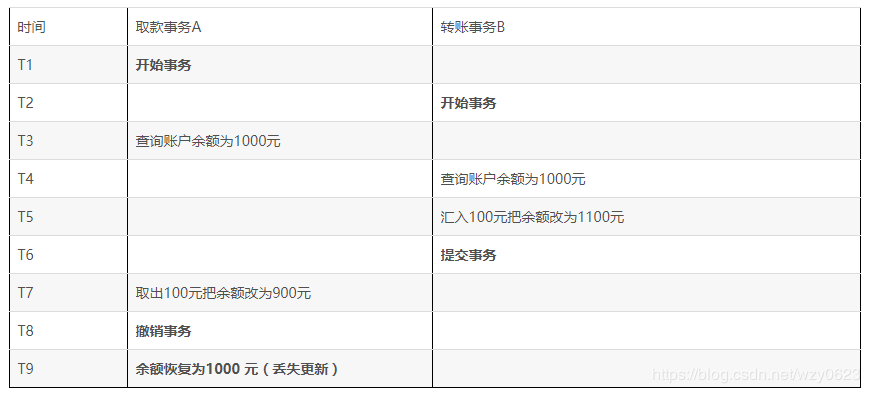 时间 取款事务A 转账事务B
T1 开始事务
T2 开始事务
T3 查询账户余额为1000元
T4 查询账户余额为1000元
T5 汇入100元把余额改为1100元
T6 提交事务
T7 取出100元把余额改为900元
T8 撤销事务
T9 余额恢复为1000 元（丢失更新）
https://blog.csdn.net/wzy0623